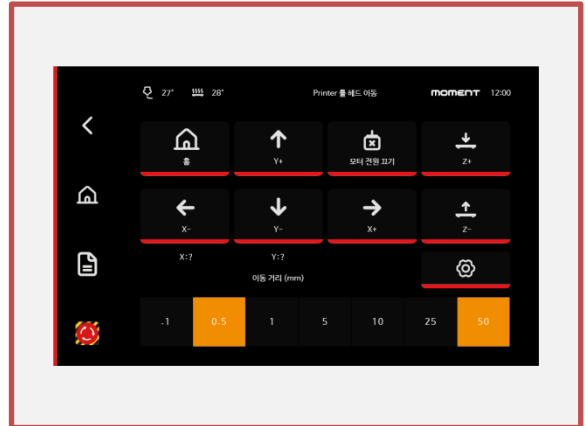 27° 28° Printer 툴 헤드 이동 moment 12:00
홈 Y+ 모터 전원 끄기 Z+
X- Y- X+ Z-
X:? Y:?
이동 거리 (mm)
.1 0.5 1 5 10 25 50